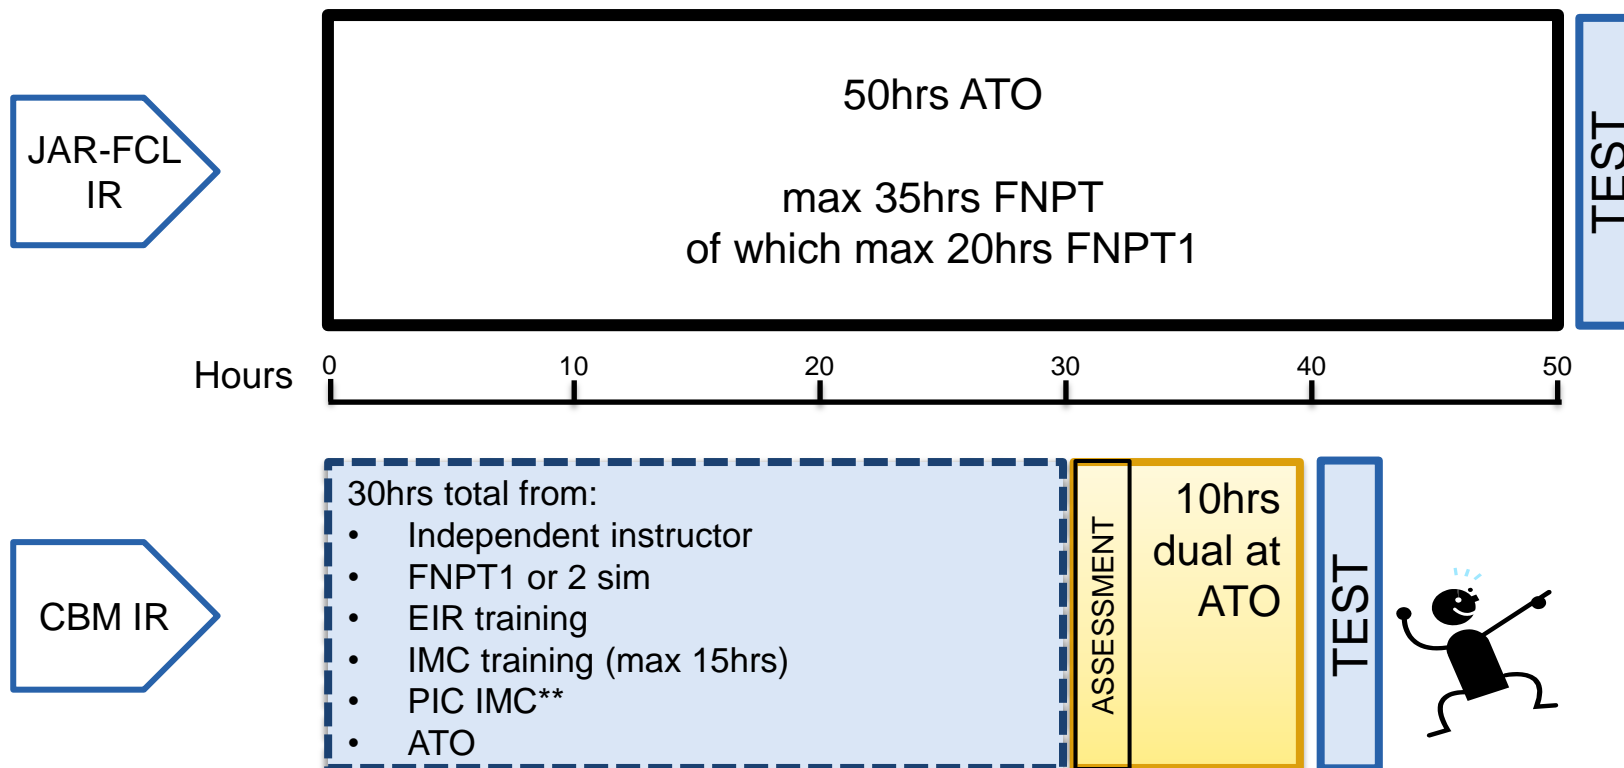 JAR-FCL
IR
50hrs ATO
max 35hrs FNPT
of which max 20hrs FNPT1
TEST
Hours
0
10
20
30
40
50
CBM IR
30hrs total from:
• Independent instructor
• FNPT1 or 2 sim
• EIR training
• IMC training (max 15hrs)
• PIC IMC**
• ATO
ASSESSMENT
10hrs
dual at
ATO
TEST